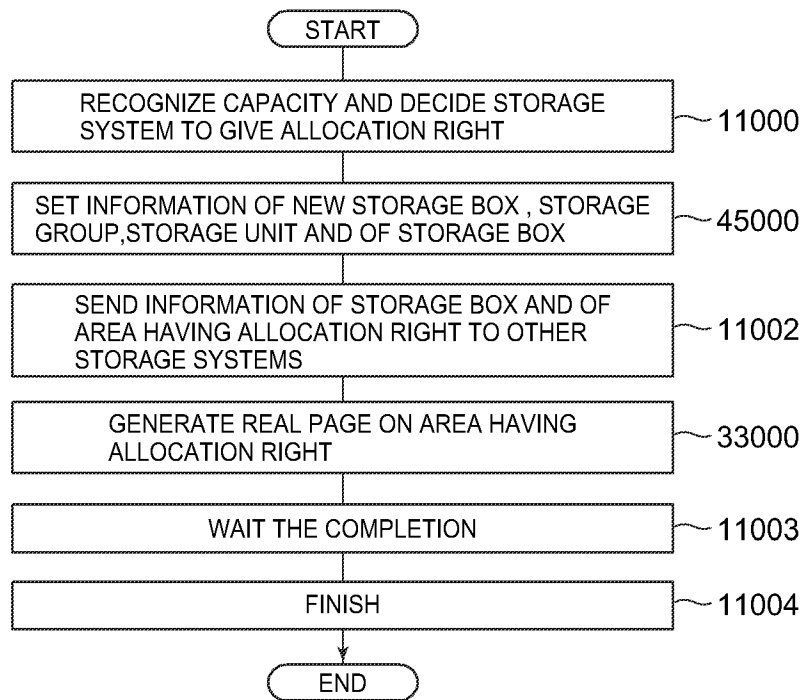 START
RECOGNIZE CAPACITY AND DECIDE STORAGE
SYSTEM TO GIVE ALLOCATION RIGHT
11000
SET INFORMATION OF NEW STORAGE BOX , STORAGE
GROUP,STORAGE UNIT AND OF STORAGE BOX
45000
SEND INFORMATION OF STORAGE BOX AND OF
AREA HAVING ALLOCATION RIGHT TO OTHER
STORAGE SYSTEMS
11002
GENERATE REAL PAGE ON AREA HAVING
ALLOCATION RIGHT
33000
WAIT THE COMPLETION
11003
FINISH
11004
END